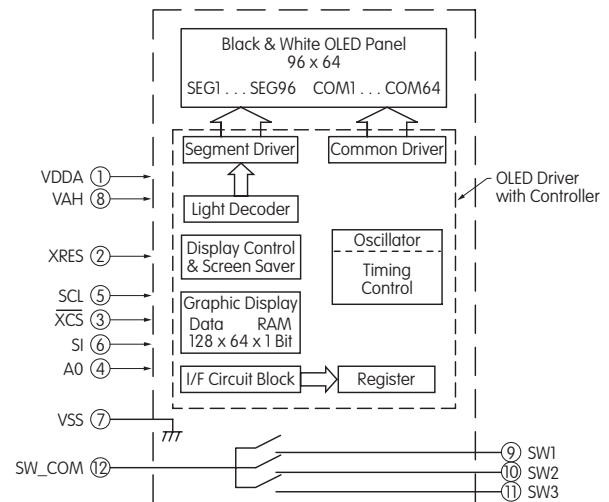 Black & White OLED Panel
96 x 64
SEG1 . . . SEG96 COM1 . . . COM64
Segment Driver
Common Driver
VDDA 1
VAH 8
OLED Driver
with Controller
Light Decoder
XRES 2
Display Control
& Screen Saver
Oscillator
Timing
Control
SCL 5
XCS 3
SI 6
A0 4
Graphic Display
Data RAM
128 x 64 x 1 Bit
I/F Circuit Block
Register
VSS 7
SW_COM 12
9 SW1
10 SW2
11 SW3